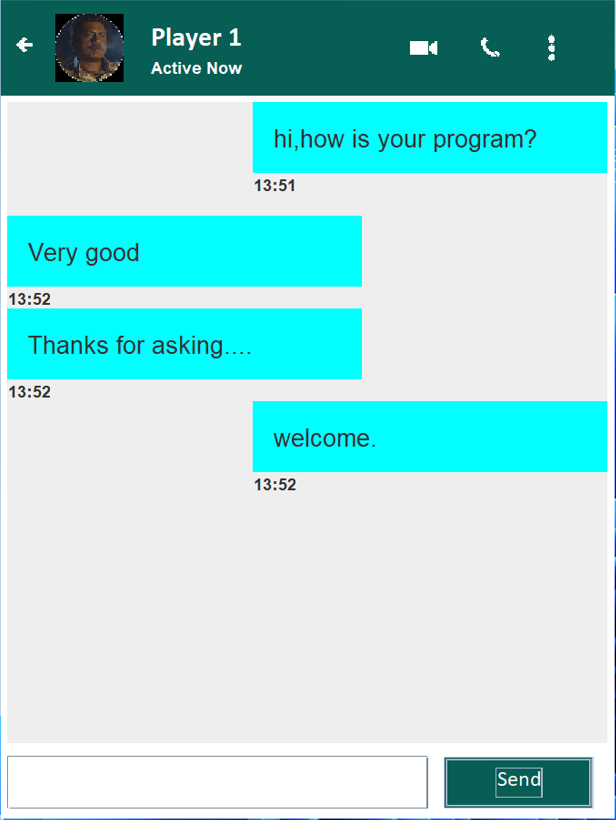 Player 1
Active Now
hi,how is your program?
13:51
Very good
13:52
Thanks for asking....
13:52
welcome.
13:52
Send